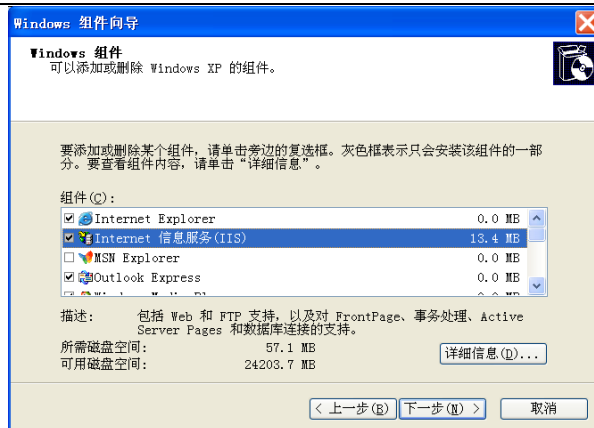 Windows 组件向导
Windows 组件
可以添加或删除 Windows XP 的组件。
要添加或删除某个组件，请单击旁边的复选框。灰色框表示只会安装该组件的一部
分。要查看组件内容，请单击“详细信息”。
组件(C):
Internet Explorer 0.0 MB
Internet 信息服务(IIS) 13.4 MB
MSN Explorer 0.0 MB
Outlook Express 0.0 MB
描述: 包括 Web 和 FTP 支持，以及对 FrontPage、事务处理、Active
Server Pages 和数据库连接的支持。
所需磁盘空间: 57.1 MB
可用磁盘空间: 24203.7 MB
详细信息(D)...
< 上一步(B) 下一步(N) > 取消